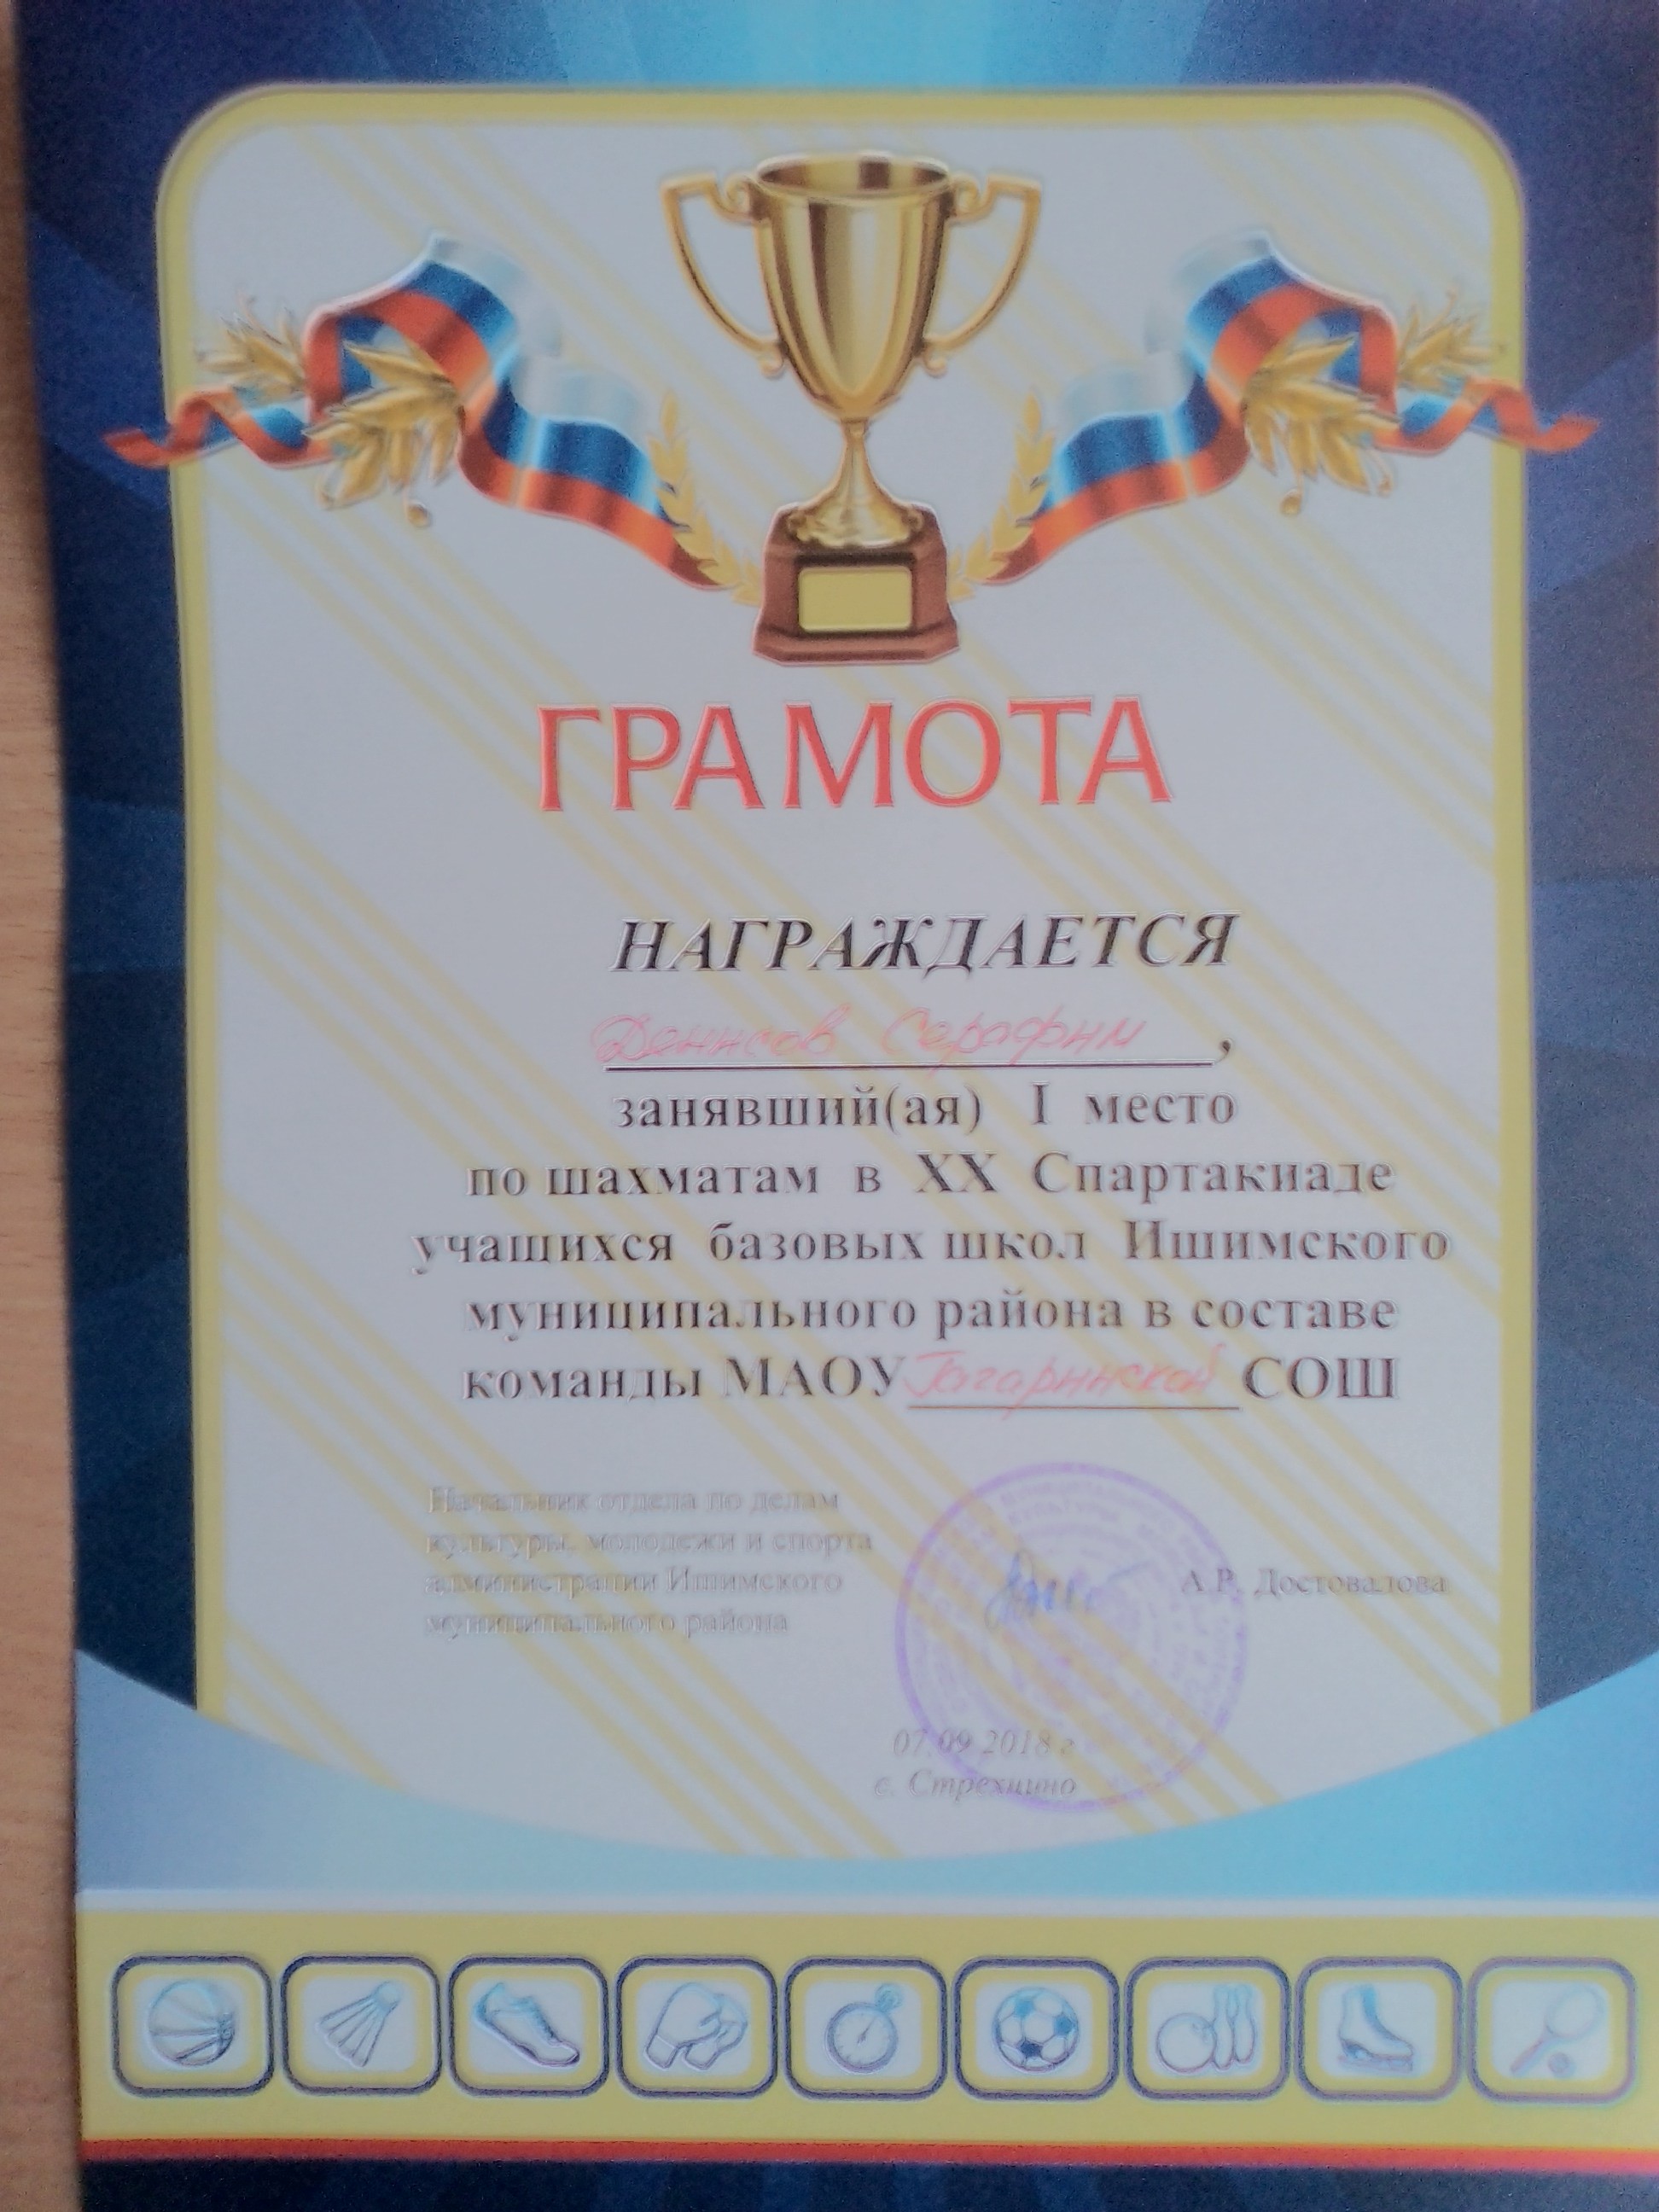 ГРАМОТА
НАГРАЖДАЕТСЯ
Денисов Серафим,
занявший(ая) I место
по шахматам в XX Спартакиаде
учащихся базовых школ Ишимского
муниципального района в составе
команды МАОУ Гагаринской СОШ
Начальник отдела по делам
культуры, молодежи и спорта
администрации Ишимского
муниципального района
А.Р. Достовалова
07.09.2018 г
с. Стрехнино